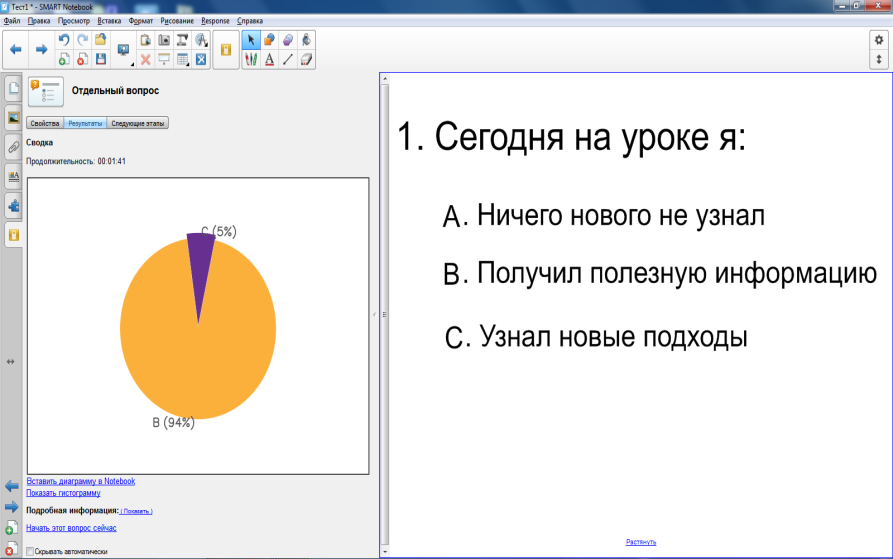 Тест1 * - SMART Notebook
Файл Правка Просмотр Вставка Формат Рисование Response Справка
Отдельный вопрос
Свойства Результаты Следующие этапы
Сводка
Продолжительность: 00:01:41
C (5%)
B (94%)
Вставить диаграмму в Notebook
Показать гистограмму
Подробная информация: ( Показать )
Начать этот вопрос сейчас
Скрывать автоматически
1. Сегодня на уроке я:
A. Ничего нового не узнал
B. Получил полезную информацию
C. Узнал новые подходы
Растянуть